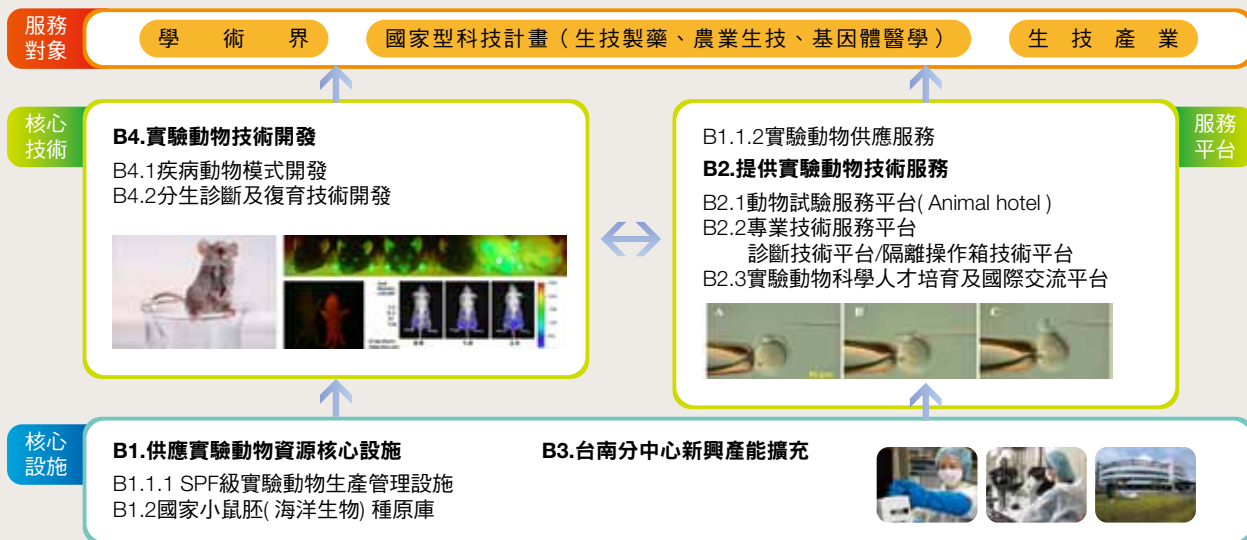 服務
對象
學術界
國家型科技計畫（生技製藥、農業生技、基因體醫學）
生技產業
核心
技術
B4.實驗動物技術開發
B4.1疾病動物模式開發
B4.2分生診斷及復育技術開發
服務
平台
B1.1.2實驗動物供應服務
B2.提供實驗動物技術服務
B2.1動物試驗服務平台( Animal hotel )
B2.2專業技術服務平台
診斷技術平台/隔離操作箱技術平台
B2.3實驗動物科學人才培育及國際交流平台
A
B
C
核心
設施
B1.供應實驗動物資源核心設施
B1.1.1 SPF級實驗動物生產管理設施
B1.2國家小鼠胚( 海洋生物) 種原庫
B3.台南分中心新興產能擴充